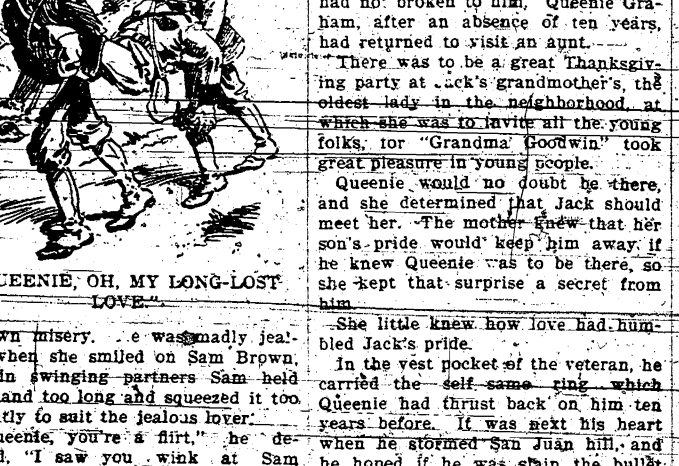 UEENIE, OH, MY LONG-LOST
LOVE."
wn misery. e was madly jeal-
when she smiled on Sam Brown,
in swinging partners Sam held
and too long and squeezed it too
tly to suit the jealous lover.
ueenie, you're a flirt," he de-
"I saw you wink at Sam
had not broken to him, Queenie Gra-
ham, after an absence of ten years,
had returned to visit an aunt.
There was to be a great Thanksgiv-
ing party at Jack's grandmother's, the
oldest lady in the neighborhood, at
which she was to invite all the young
folks, for "Grandma Goodwin" took
great pleasure in young people.
Queenie would no doubt be there,
and she determined that Jack should
meet her. The mother knew that her
son's pride would keep him away if
he knew Queenie was to be there, so
she kept that surprise a secret from
him.
She little knew how love had hum-
bled Jack's pride.
In the vest pocket of the veteran, he
carried the self same ring which
Queenie had thrust back on him ten
years before. It was next his heart
when he stormed San Juan hill, and
he hoped if he was slain the bullet